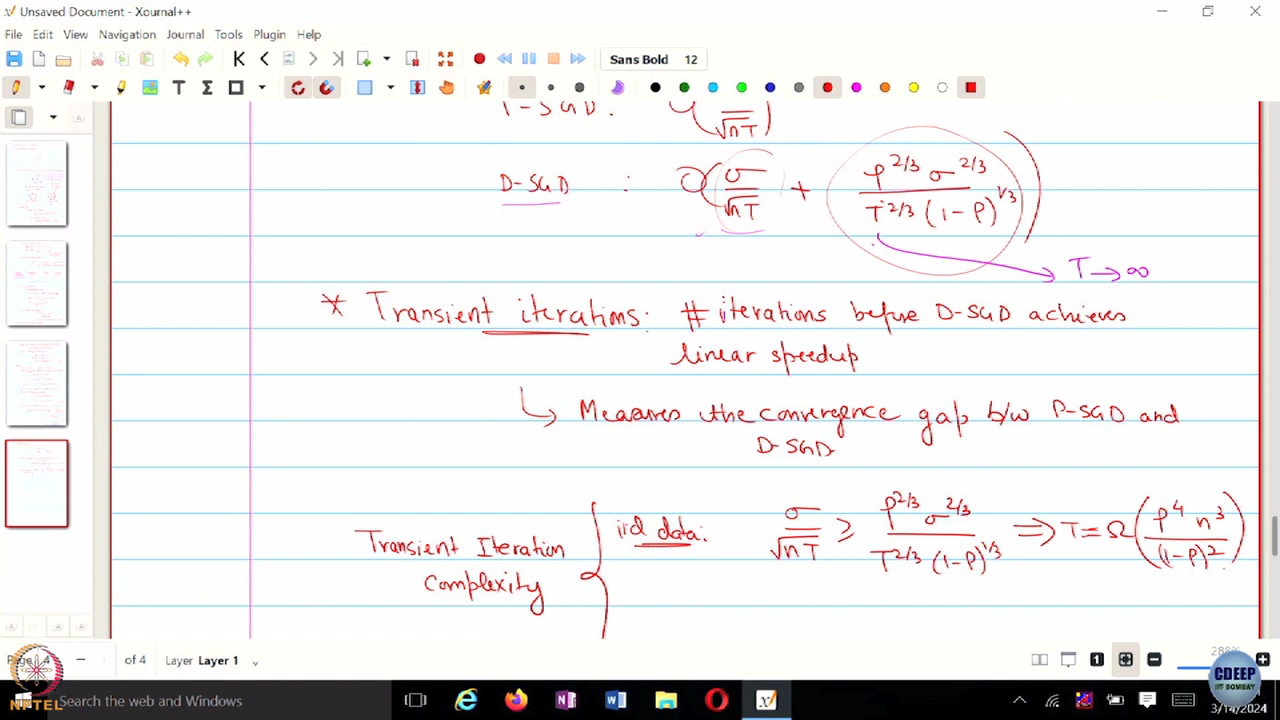 Unsaved Document - Xournal++
File Edit View Navigation Journal Tools Plugin Help
Sans Bold 12
√nT )
D-SGD : O( σ/√nT + ρ^2/3 σ^2/3 / T^2/3 (1-ρ)^1/3 )
T → ∞
* Transient iterations: # iterations before D-SGD achieves
linear speedup
↳ Measures the convergence gap b/w P-SGD and
D-SGD
Transient Iteration
Complexity
{ iid data: σ/√nT ≥ ρ^2/3 σ^2/3 / T^2/3 (1-ρ)^1/3 ⇒ T = Ω( ρ^4 n^3 / (1-ρ)^2 )
Page 4 of 4 Layer Layer 1
CDEEP
IIT BOMBAY
NPTEL
Search the web and Windows
3/14/2024